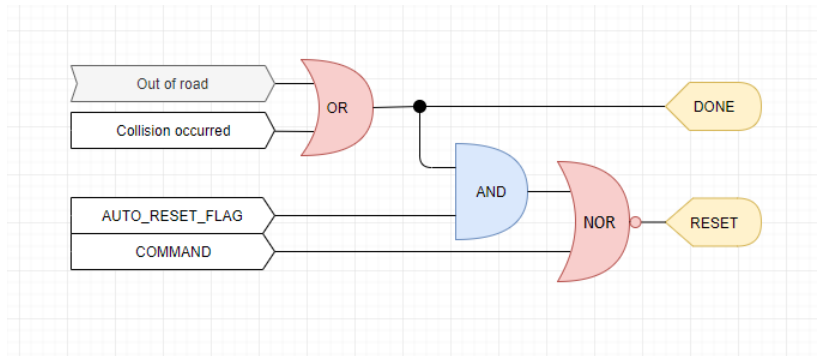 Out of road
OR
DONE
Collision occurred
AND
AUTO_RESET_FLAG
NOR
RESET
COMMAND